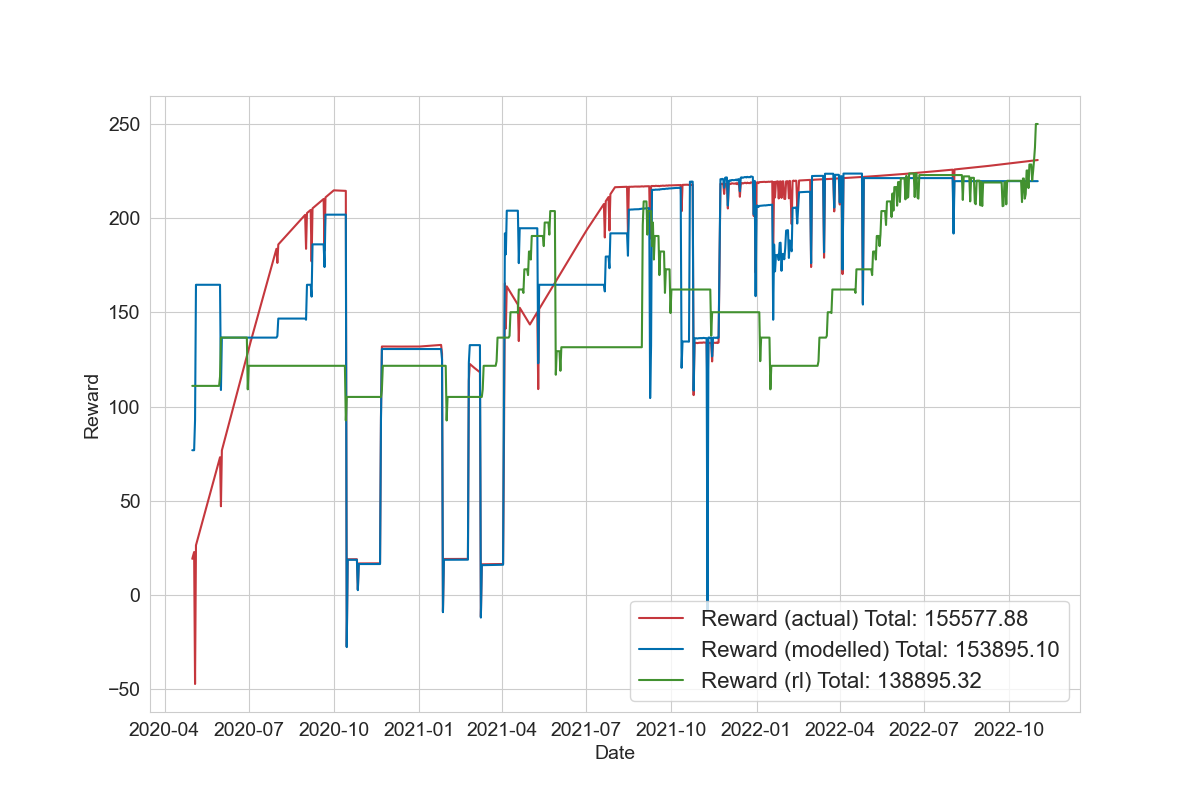 250
200
150
100
50
0
−50
Reward
2020-04 2020-07 2020-10 2021-01 2021-04 2021-07 2021-10 2022-01 2022-04 2022-07 2022-10
Date
Reward (actual) Total: 155577.88
Reward (modelled) Total: 153895.10
Reward (rl) Total: 138895.32